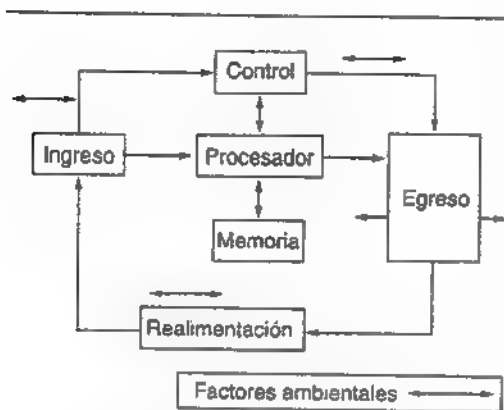 Control
Ingreso
Procesador
Egreso
Memoria
Realimentación
Factores ambientales